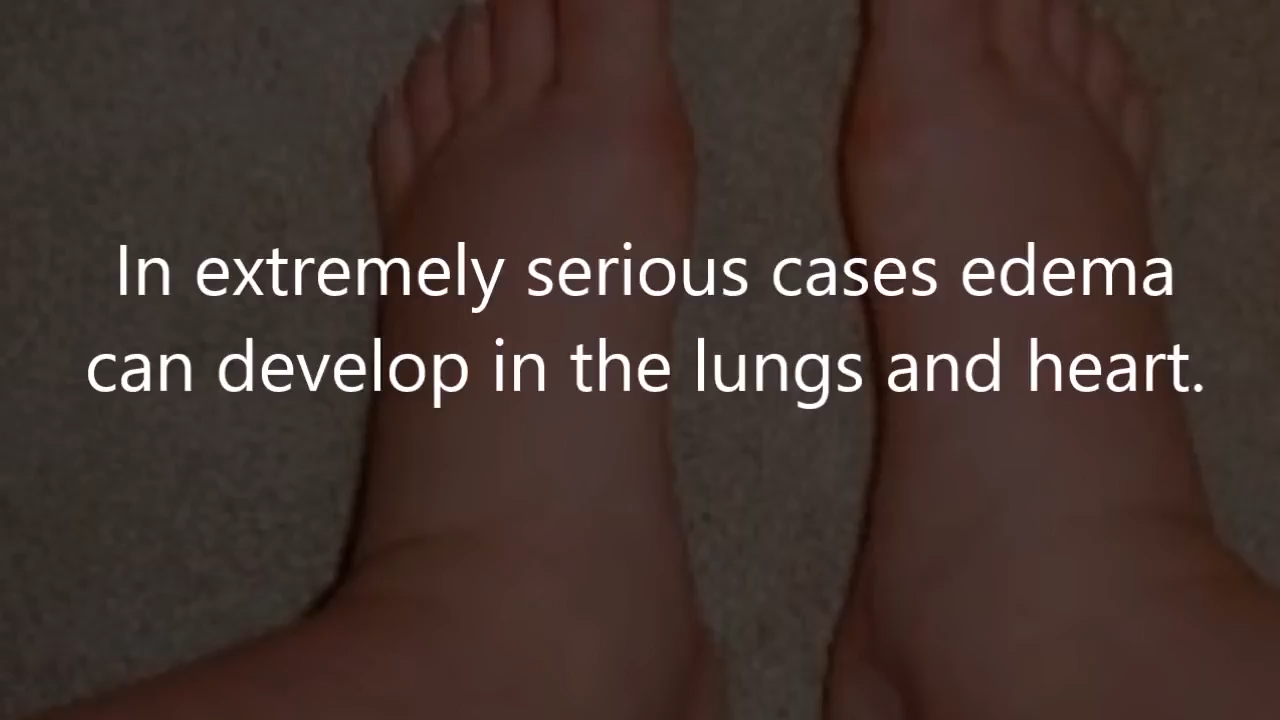 In extremely serious cases edema
can develop in the lungs and heart.